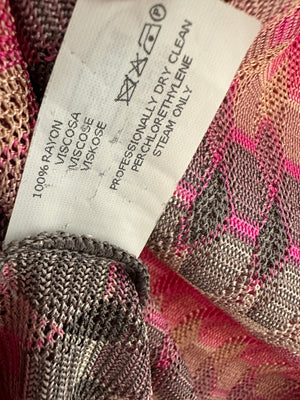 100% RAYON
VISCOSA
VISCOSE
VISKOSE
PROFESSIONALLY DRY CLEAN
PERCHLORETHYLENE
STEAM ONLY